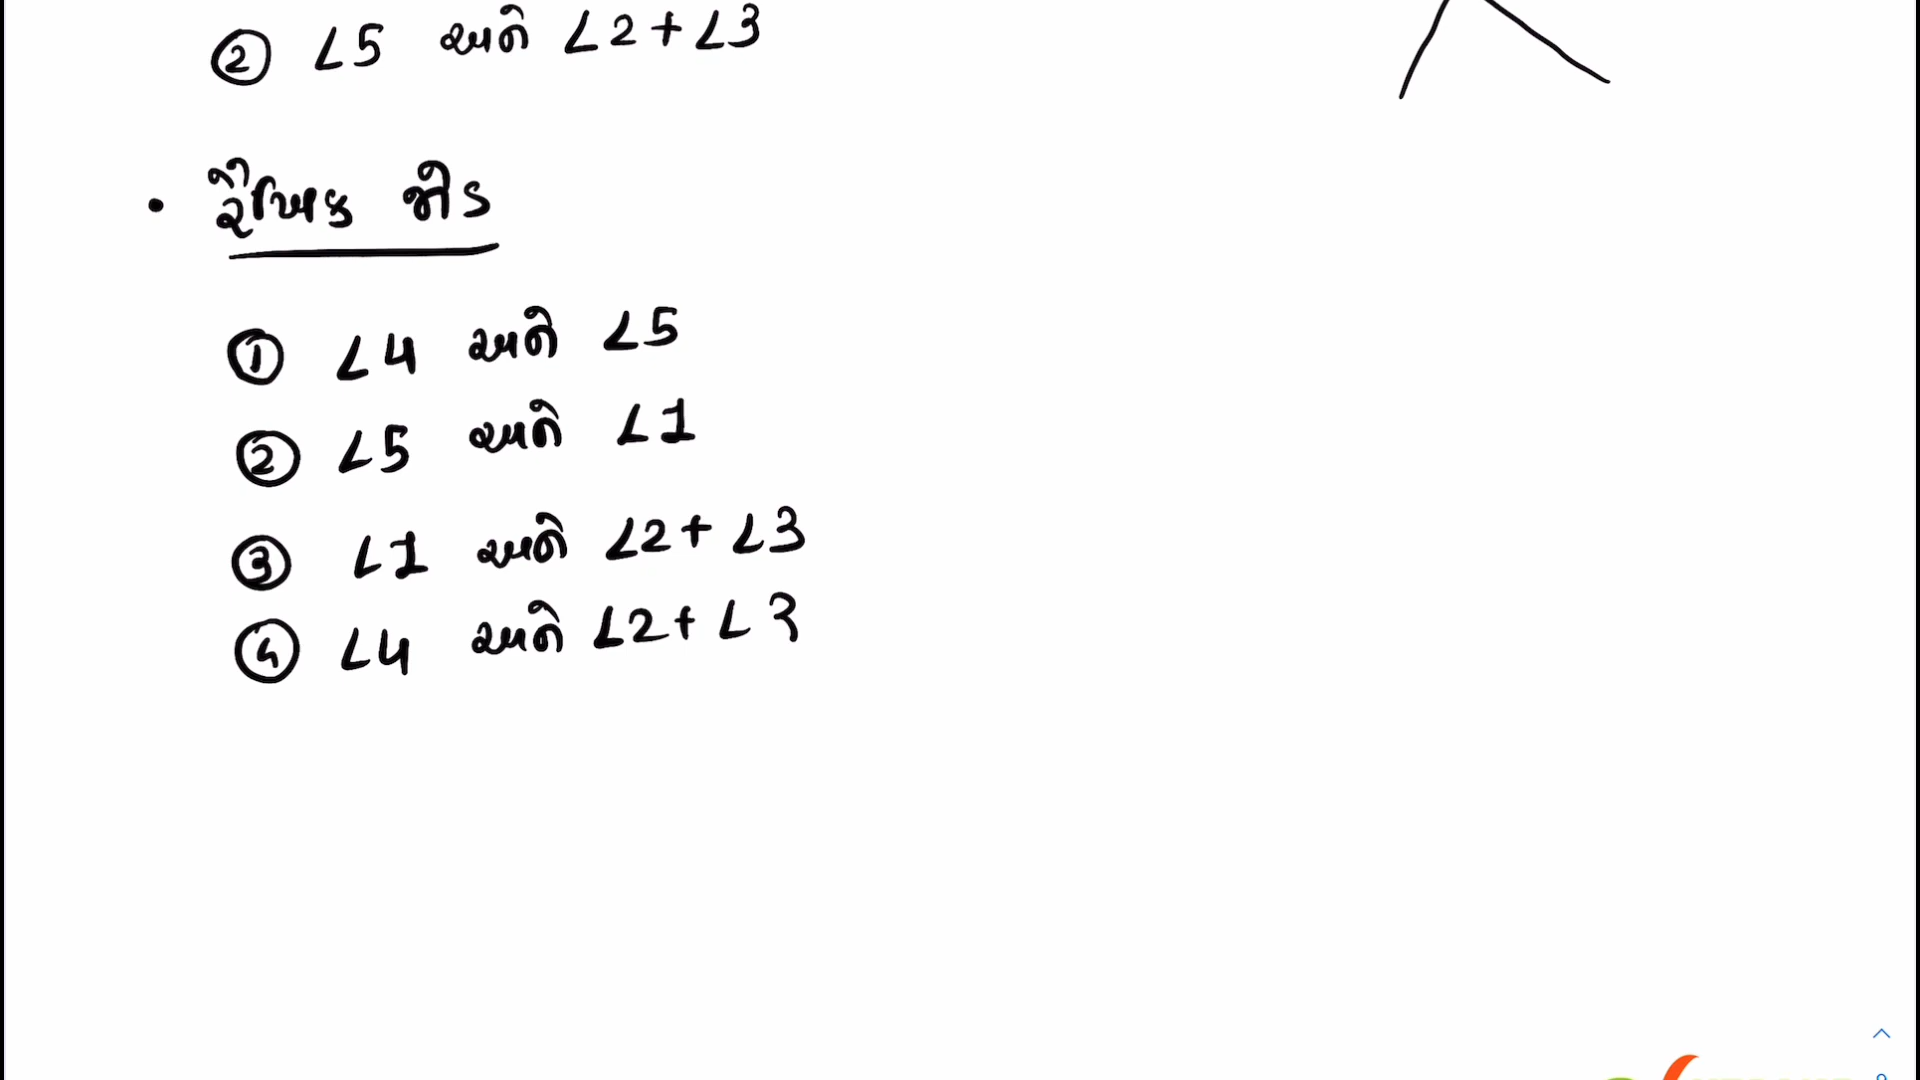 ② ∠5 અને ∠2+∠3
• રૈખિક જોડ
① ∠4 અને ∠5
② ∠5 અને ∠1
③ ∠1 અને ∠2+∠3
④ ∠4 અને ∠2+∠3